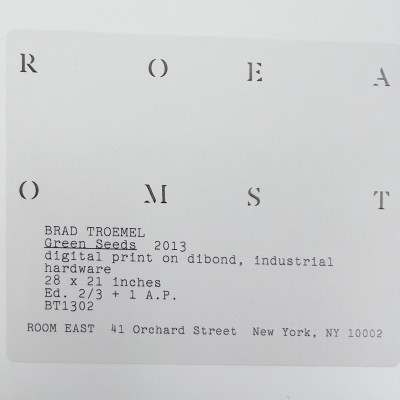 R O E A
O M S T
BRAD TROEMEL
Green Seeds 2013
digital print on dibond, industrial
hardware
28 x 21 inches
Ed. 2/3 + 1 A.P.
BT1302
ROOM EAST 41 Orchard Street New York, NY 10002